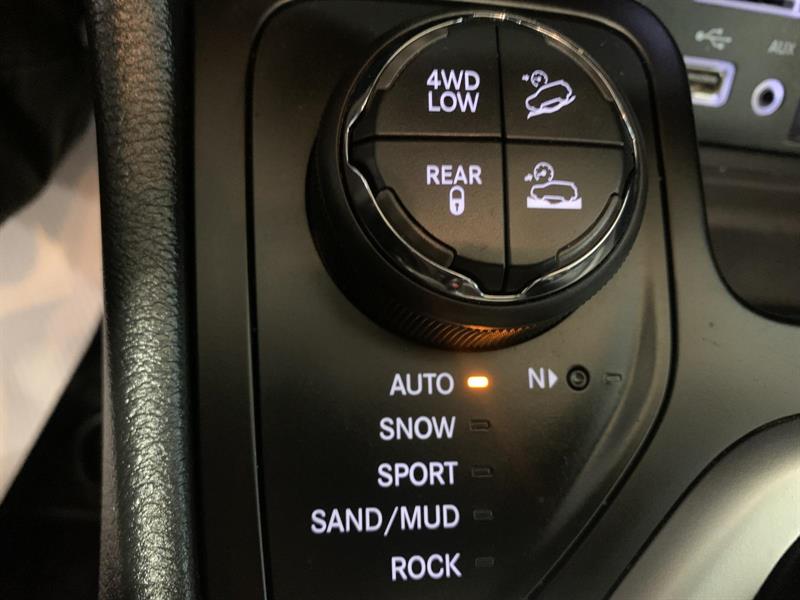 AUX
4WD
LOW
REAR
AUTO
N
SNOW
SPORT
SAND/MUD
ROCK